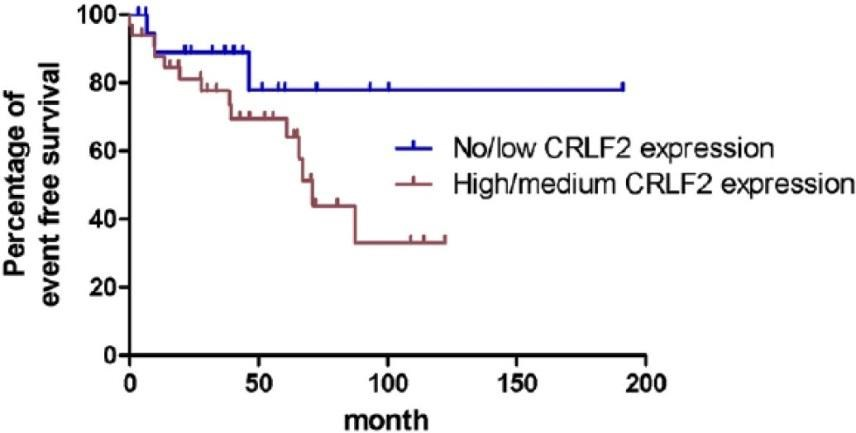 100
80
60
40
20
0
Percentage of
event free survival
No/low CRLF2 expression
High/medium CRLF2 expression
0 50 100 150 200
month